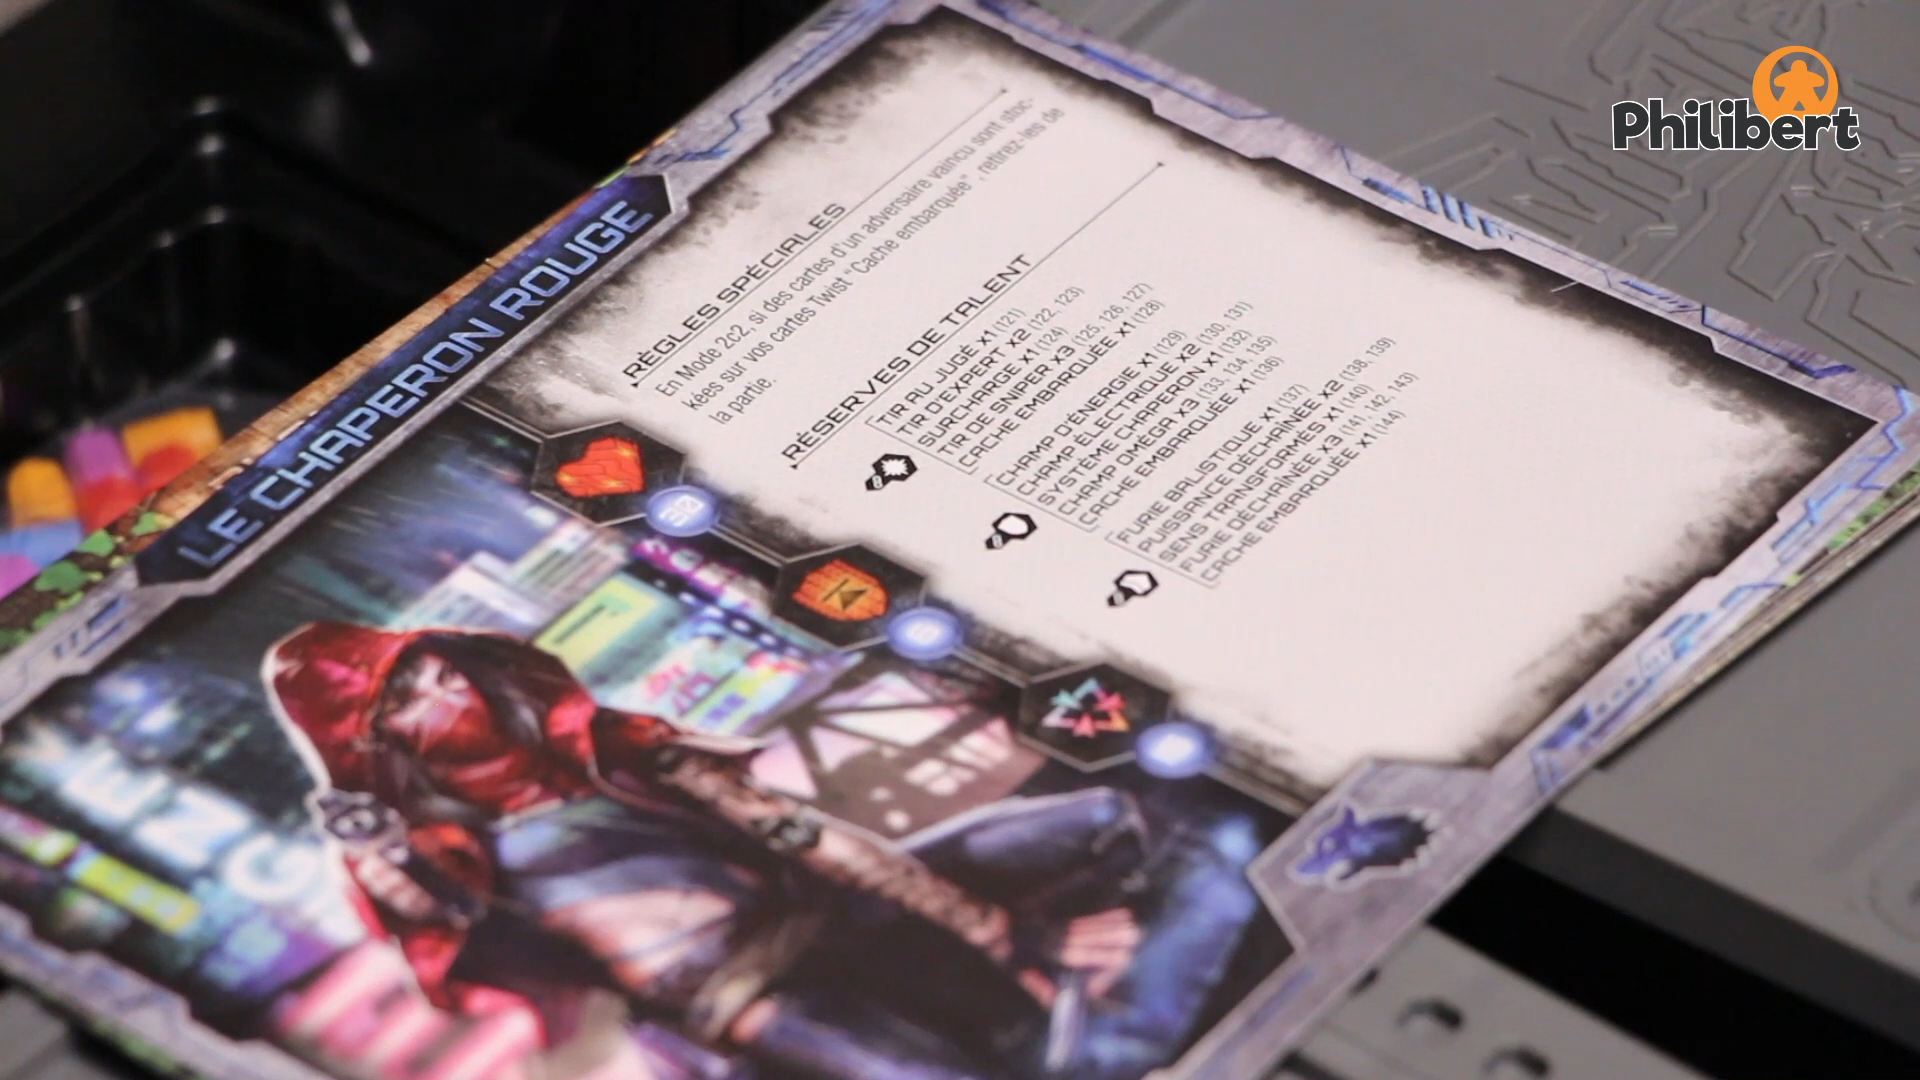 Philibert
LE CHAPERON ROUGE
RÈGLES SPÉCIALES
En Mode 2c2, si des cartes d'un adversaire vaincu sont stoc-
kées sur vos cartes Twist "Cache embarquée", retirez-les de
la partie.
RÉSERVES DE TALENT
TIR AU JUGÉ x1 (121)
TIR D'EXPERT x2 (122, 123)
SURCHARGE x1 (124)
TIR DE SNIPER x3 (125, 126, 127)
CACHE EMBARQUÉE x1 (128)
CHAMP D'ÉNERGIE x1 (129)
CHAMP ÉLECTRIQUE x2 (130, 131)
SYSTÈME CHAPERON x1 (132)
CHAMP OMÉGA x3 (133, 134, 135)
CACHE EMBARQUÉE x1 (136)
FURIE BALISTIQUE x1 (137)
PUISSANCE DÉCHAÎNÉE x2 (138, 139)
SENS TRANSFORMÉS x1 (140)
FURIE DÉCHAÎNÉE x3 (141, 142, 143)
CACHE EMBARQUÉE x1 (144)